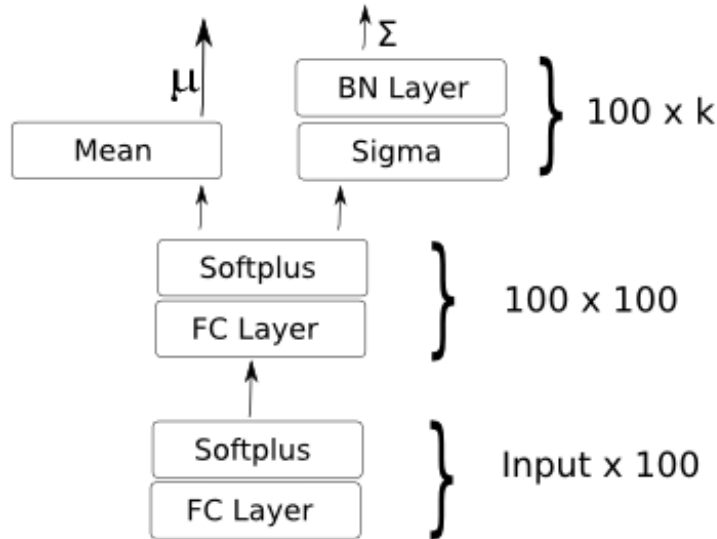 Σ
μ
BN Layer
100 x k
Mean
Sigma
Softplus
100 x 100
FC Layer
Softplus
Input x 100
FC Layer